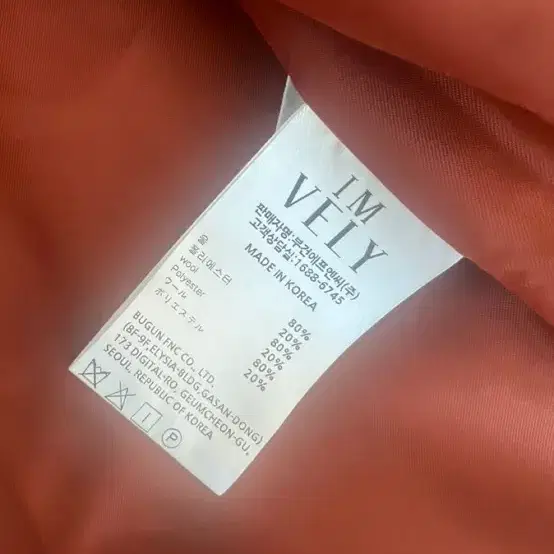 IM
VELY
판매자명:부건에프엔씨(주)
고객상담실:1688-6745
MADE IN KOREA
울 80%
폴리에스터 20%
wool 80%
Polyester 20%
ウール 80%
ポリエステル 20%
BUGUN FNC CO., LTD.
(8F-9F,ELYSIA-BLDG,GASAN-DONG)
173 DIGITAL-RO, GEUMCHEON-GU,
SEOUL, REPUBLIC OF KOREA
P